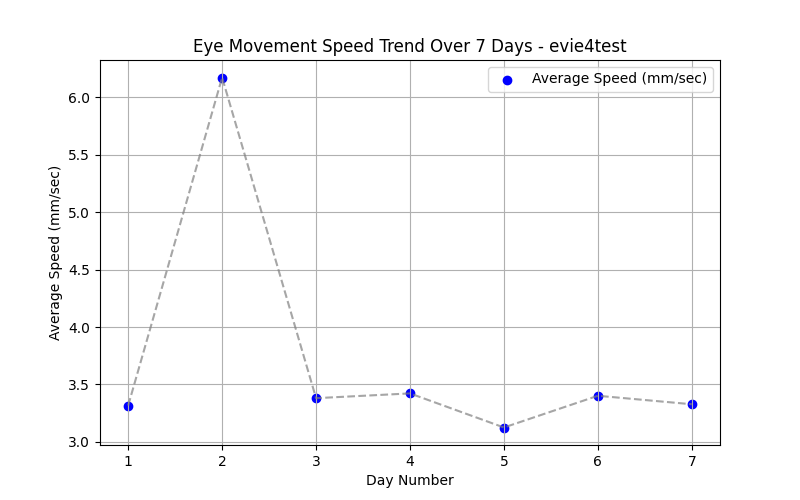 Eye Movement Speed Trend Over 7 Days - evie4test
Average Speed (mm/sec)
6.0
5.5
5.0
4.5
4.0
3.5
3.0
Average Speed (mm/sec)
1 2 3 4 5 6 7
Day Number